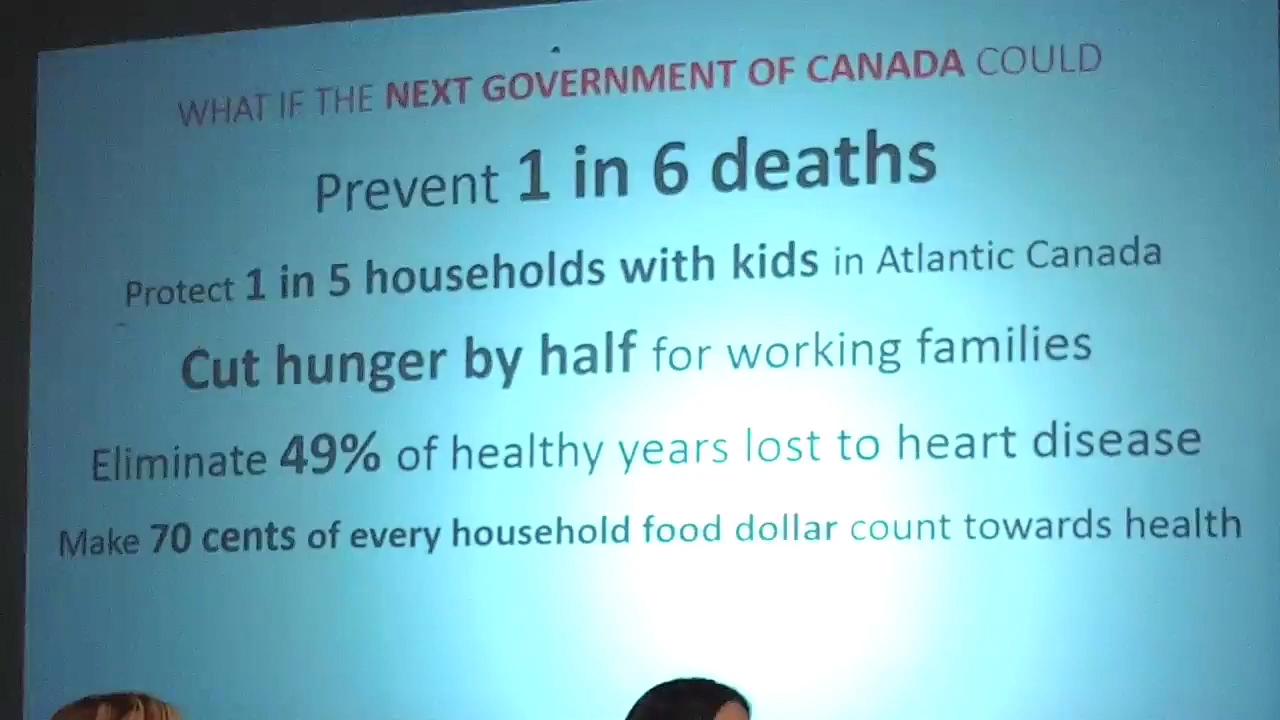 WHAT IF THE NEXT GOVERNMENT OF CANADA COULD
Prevent 1 in 6 deaths
Protect 1 in 5 households with kids in Atlantic Canada
Cut hunger by half for working families
Eliminate 49% of healthy years lost to heart disease
Make 70 cents of every household food dollar count towards health